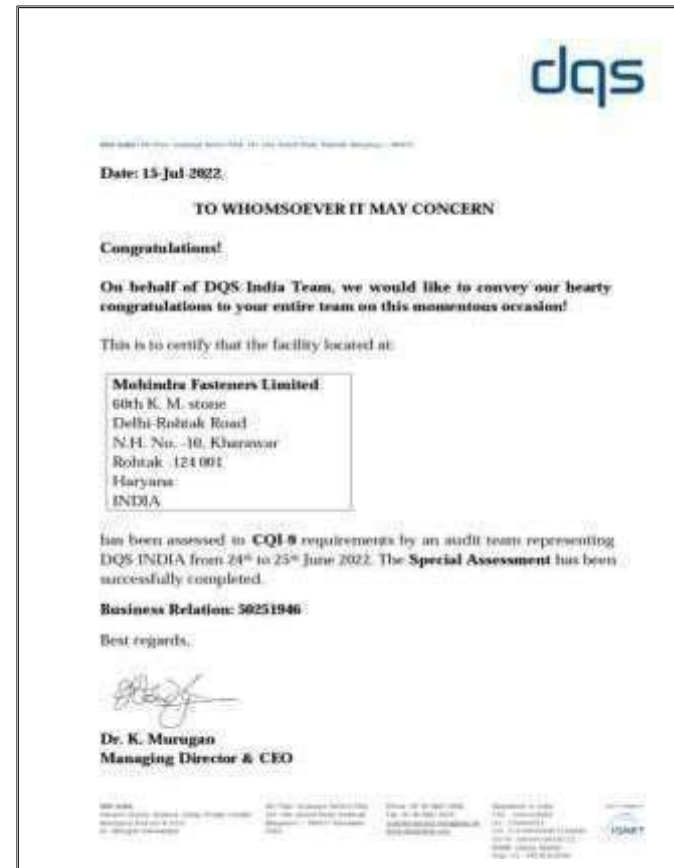 dqs
Date: 15-Jul-2022
TO WHOMSOEVER IT MAY CONCERN
Congratulations!
On behalf of DQS India Team, we would like to convey our hearty
congratulations to your entire team on this momentous occasion!
This is to certify that the facility located at:
Mohindra Fasteners Limited
60th K. M. stone
Delhi-Rohtak Road
N.H. No. -10, Kharawar
Rohtak 124 001
Haryana
INDIA
has been assessed to CQI-9 requirements by an audit team representing
DQS INDIA from 24th to 25th June 2022. The Special Assessment has been
successfully completed.
Business Relation: 50251946
Best regards,
Dr. K. Murugan
Managing Director & CEO
IQNET